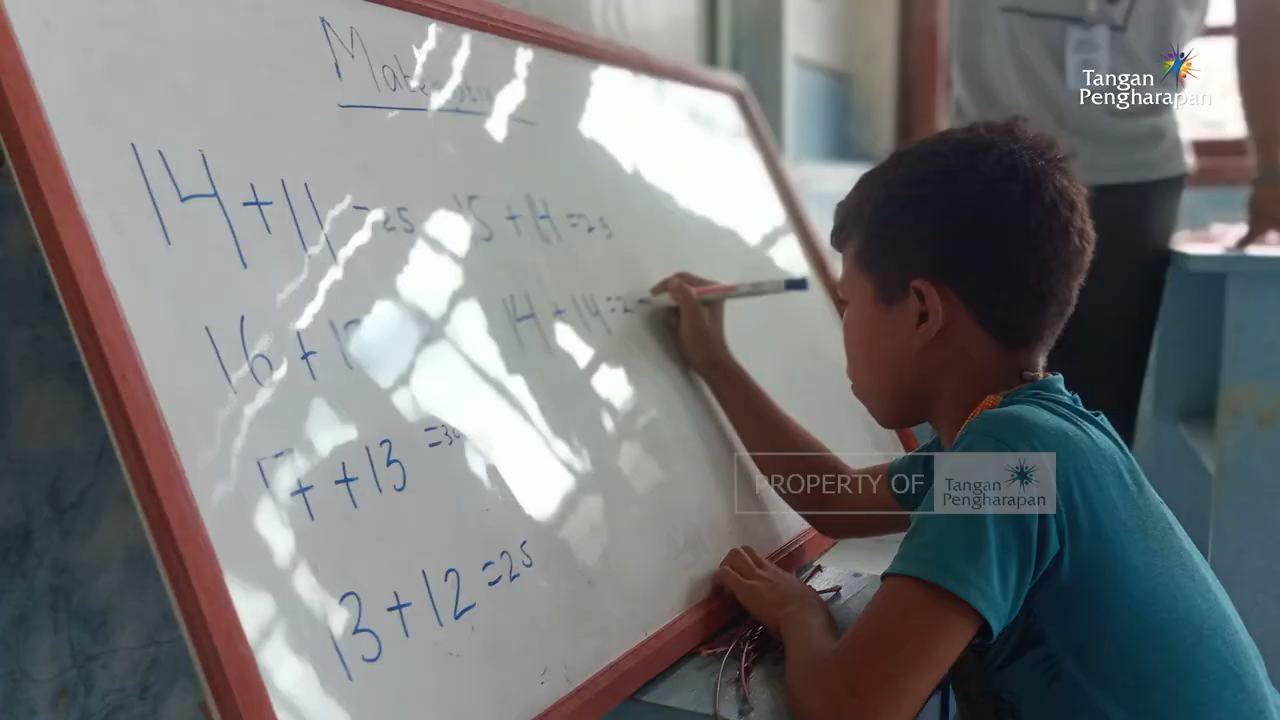 Matematika
14+11=25
15+11=25
16+1
14+14=2
+13=30
13+12=25
Tangan
Pengharapan
PROPERTY OF
Tangan
Pengharapan